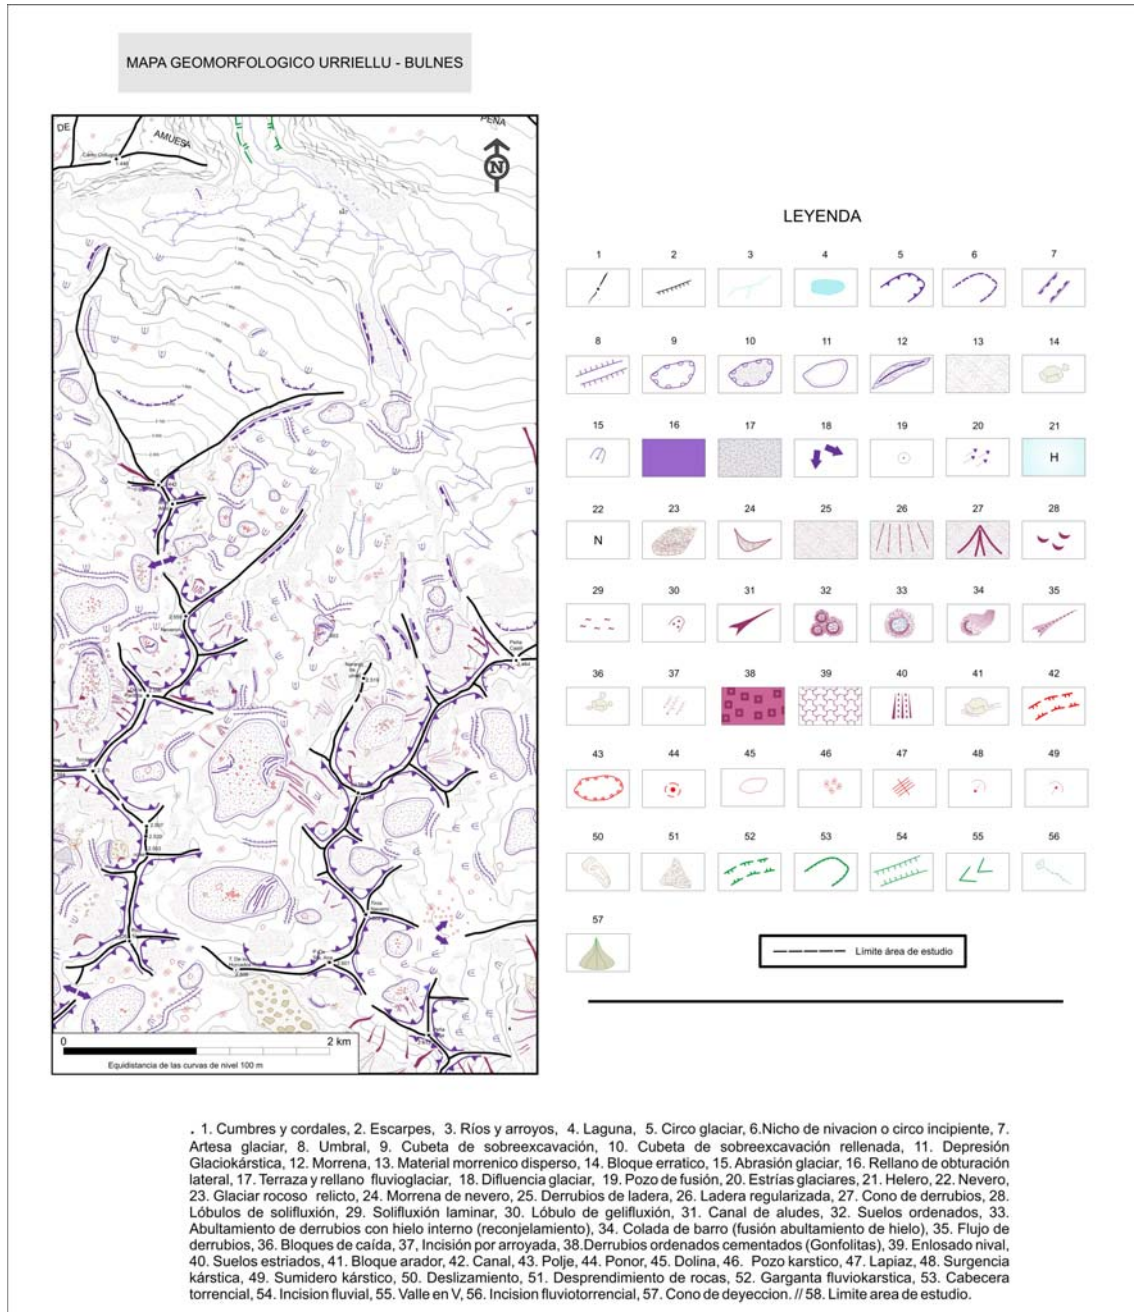 MAPA GEOMORFOLOGICO URRIELLU - BULNES
DE
AMUESA
PEÑA
N
LEYENDA
1 2 3 4 5 6 7
8 9 10 11 12 13 14
15 16 17 18 19 20 21
H
22 23 24 25 26 27 28
N
29 30 31 32 33 34 35
36 37 38 39 40 41 42
43 44 45 46 47 48 49
50 51 52 53 54 55 56
57
Limite área de estudio
0 2 km
Equidistancia de las curvas de nivel 100 m
. 1. Cumbres y cordales, 2. Escarpes, 3. Ríos y arroyos, 4. Laguna, 5. Circo glaciar, 6.Nicho de nivacion o circo incipiente, 7.
Artesa glaciar, 8. Umbral, 9. Cubeta de sobreexcavación, 10. Cubeta de sobreexcavación rellenada, 11. Depresión
Glaciokárstica, 12. Morrena, 13. Material morrenico disperso, 14. Bloque erratico, 15. Abrasión glaciar, 16. Rellano de obturación
lateral, 17. Terraza y rellano fluvioglaciar, 18. Difluencia glaciar, 19. Pozo de fusión, 20. Estrías glaciares, 21. Helero, 22. Nevero,
23. Glaciar rocoso relicto, 24. Morrena de nevero, 25. Derrubios de ladera, 26. Ladera regularizada, 27. Cono de derrubios, 28.
Lóbulos de solifluxión, 29. Solifluxión laminar, 30. Lóbulo de gelifluxión, 31. Canal de aludes, 32. Suelos ordenados, 33.
Abultamiento de derrubios con hielo interno (reconjelamiento), 34. Colada de barro (fusión abultamiento de hielo), 35. Flujo de
derrubios, 36. Bloques de caída, 37, Incisión por arroyada, 38.Derrubios ordenados cementados (Gonfolitas), 39. Enlosado nival,
40. Suelos estriados, 41. Bloque arador, 42. Canal, 43. Polje, 44. Ponor, 45. Dolina, 46. Pozo karstico, 47. Lapiaz, 48. Surgencia
kárstica, 49. Sumidero kárstico, 50. Deslizamiento, 51. Desprendimiento de rocas, 52. Garganta fluviokarstica, 53. Cabecera
torrencial, 54. Incision fluvial, 55. Valle en V, 56. Incision fluviotorrencial, 57. Cono de deyeccion. // 58. Limite area de estudio.